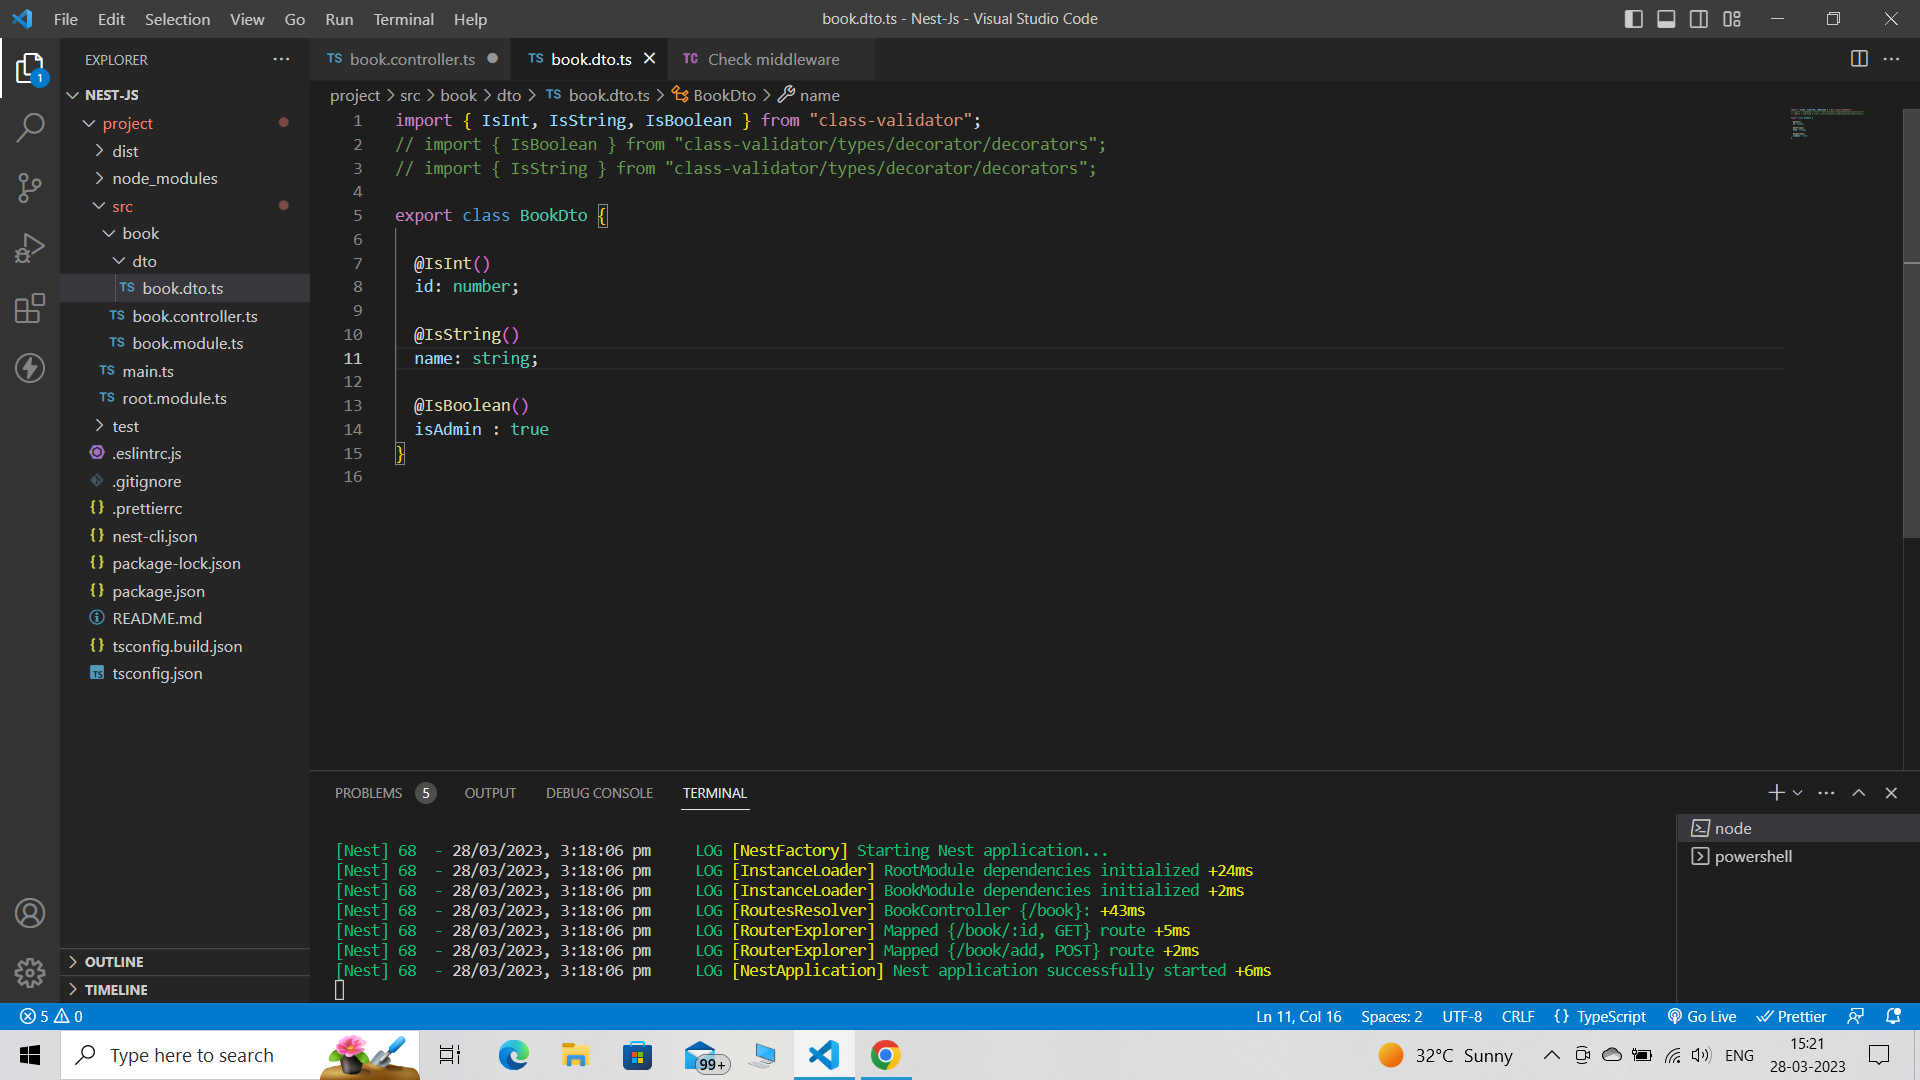 File Edit Selection View Go Run Terminal Help
book.dto.ts - Nest-Js - Visual Studio Code
EXPLORER
NEST-JS
project
dist
node_modules
src
book
dto
TS book.dto.ts
TS book.controller.ts
TS book.module.ts
TS main.ts
TS root.module.ts
test
.eslintrc.js
.gitignore
{} .prettierrc
{} nest-cli.json
{} package-lock.json
{} package.json
README.md
{} tsconfig.build.json
TS tsconfig.json
OUTLINE
TIMELINE
1
TS book.controller.ts
TS book.dto.ts
TC Check middleware
project > src > book > dto > TS book.dto.ts > BookDto > name
1 import { IsInt, IsString, IsBoolean } from "class-validator";
2 // import { IsBoolean } from "class-validator/types/decorator/decorators";
3 // import { IsString } from "class-validator/types/decorator/decorators";
4
5 export class BookDto {
6
7 @IsInt()
8 id: number;
9
10 @IsString()
11 name: string;
12
13 @IsBoolean()
14 isAdmin : true
15 }
16
PROBLEMS 5 OUTPUT DEBUG CONSOLE TERMINAL
[Nest] 68 - 28/03/2023, 3:18:06 pm LOG [NestFactory] Starting Nest application...
[Nest] 68 - 28/03/2023, 3:18:06 pm LOG [InstanceLoader] RootModule dependencies initialized +24ms
[Nest] 68 - 28/03/2023, 3:18:06 pm LOG [InstanceLoader] BookModule dependencies initialized +2ms
[Nest] 68 - 28/03/2023, 3:18:06 pm LOG [RoutesResolver] BookController {/book}: +43ms
[Nest] 68 - 28/03/2023, 3:18:06 pm LOG [RouterExplorer] Mapped {/book/:id, GET} route +5ms
[Nest] 68 - 28/03/2023, 3:18:06 pm LOG [RouterExplorer] Mapped {/book/add, POST} route +2ms
[Nest] 68 - 28/03/2023, 3:18:06 pm LOG [NestApplication] Nest application successfully started +6ms
node
powershell
5 0
Ln 11, Col 16 Spaces: 2 UTF-8 CRLF {} TypeScript Go Live Prettier
Type here to search
99+
32°C Sunny
ENG
15:21
28-03-2023